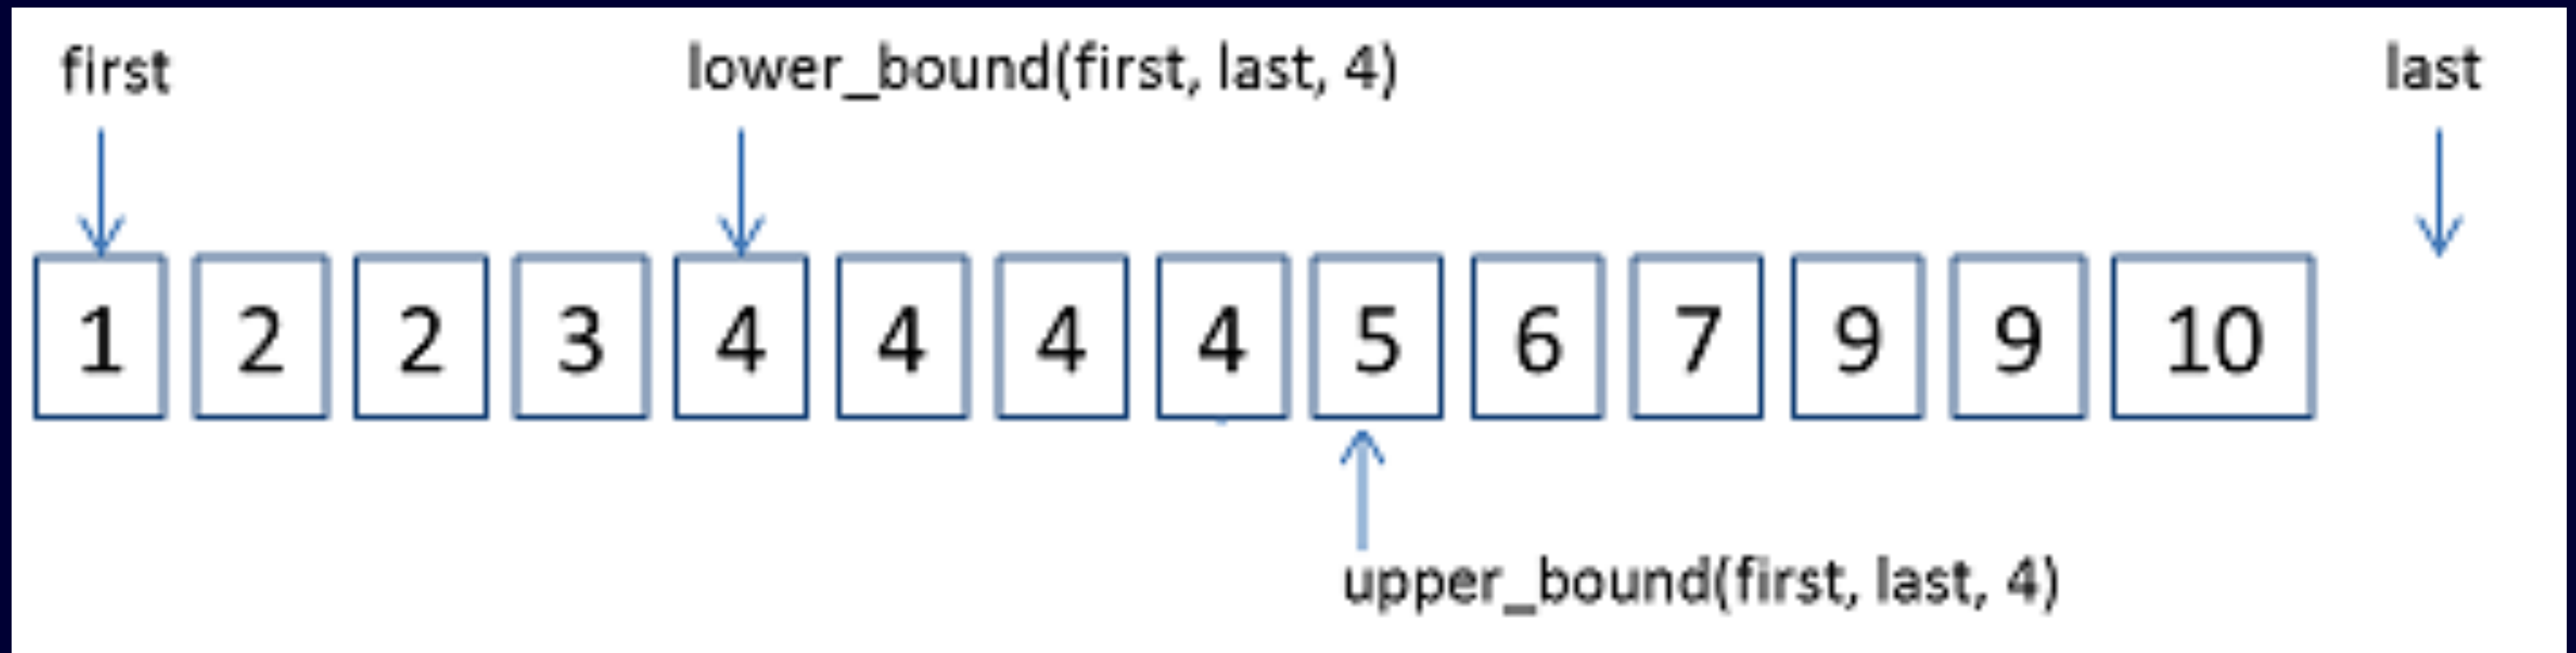 first lower_bound(first, last, 4) last
1 2 2 3 4 4 4 4 5 6 7 9 9 10
upper_bound(first, last, 4)